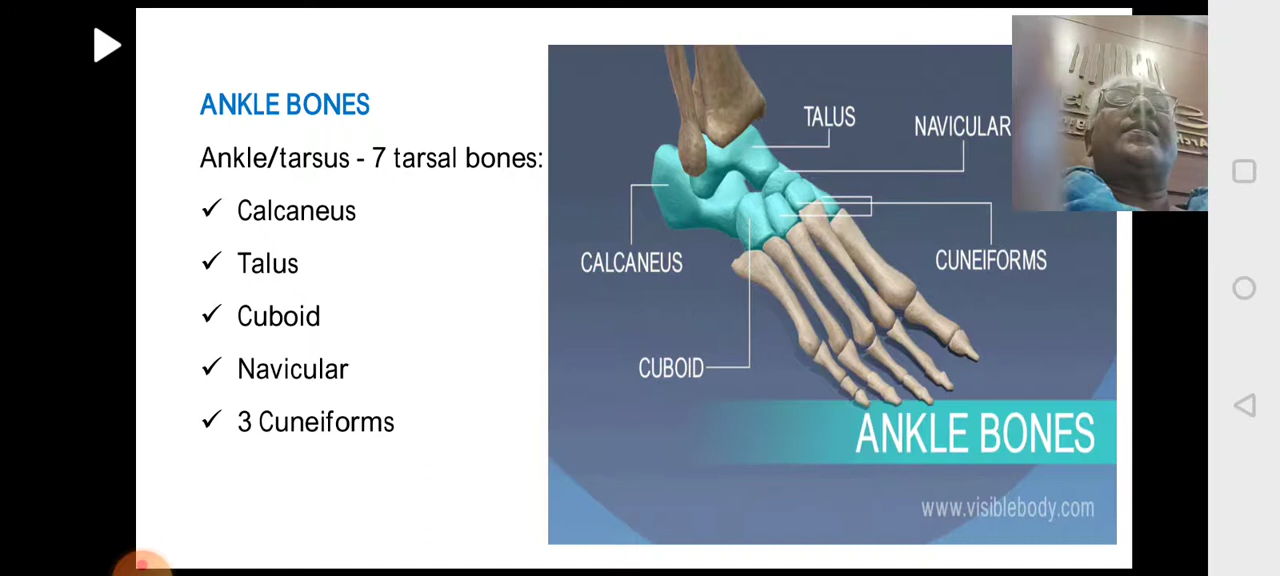 ANKLE BONES
Ankle/tarsus - 7 tarsal bones:
✓ Calcaneus
✓ Talus
✓ Cuboid
✓ Navicular
✓ 3 Cuneiforms
TALUS
NAVICULAR
CALCANEUS
CUNEIFORMS
CUBOID
ANKLE BONES
www.visiblebody.com